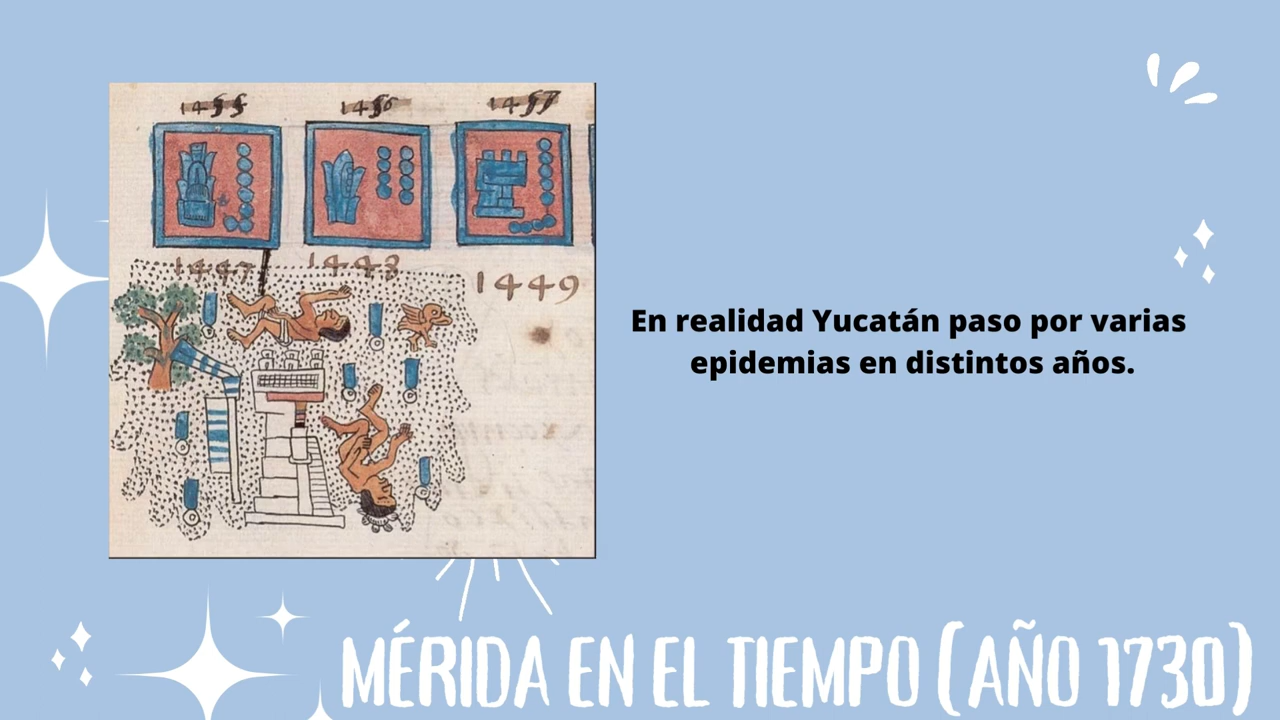 1455 1456 1457
1447 1448
1449
En realidad Yucatán paso por varias
epidemias en distintos años.
MÉRIDA EN EL TIEMPO (AÑO 1730)